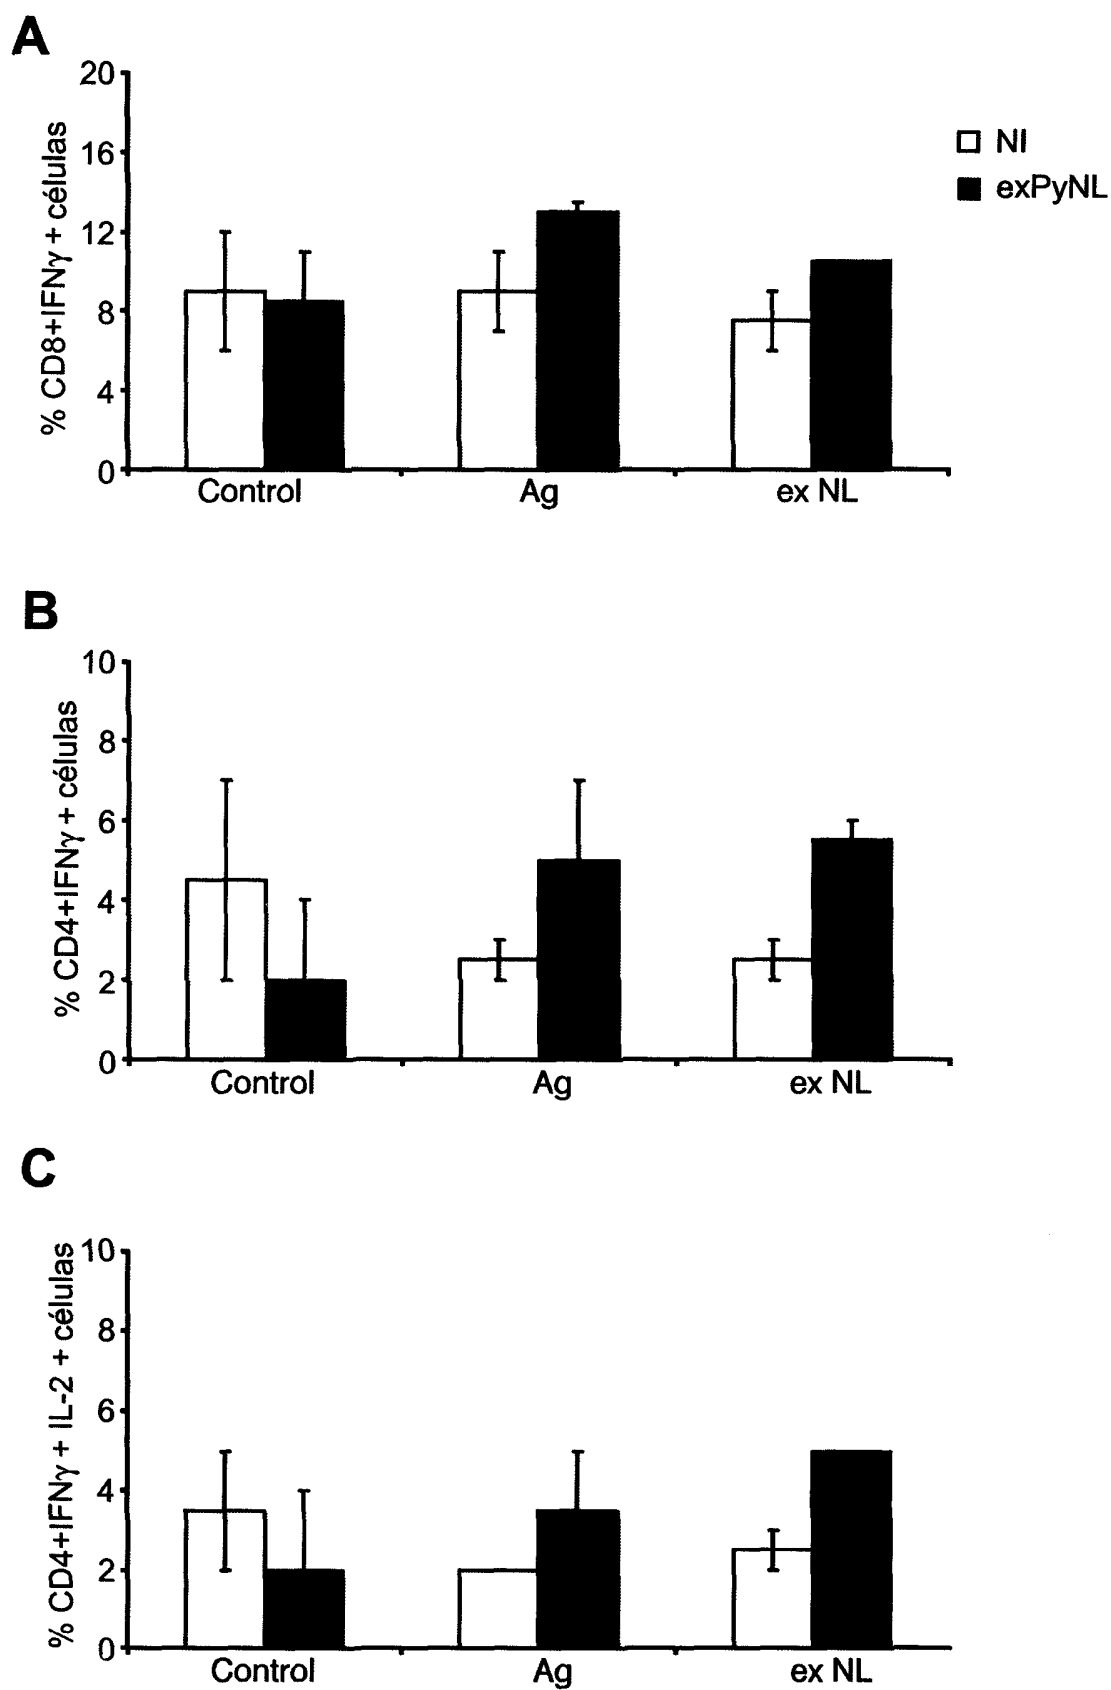 A
20
16
12
8
4
0
% CD8+IFNγ + células
Control
Ag
ex NL
NI
exPyNL
B
10
8
6
4
2
0
% CD4+IFNγ + células
Control
Ag
ex NL
C
10
8
6
4
2
0
% CD4+IFNγ + IL-2 + células
Control
Ag
ex NL